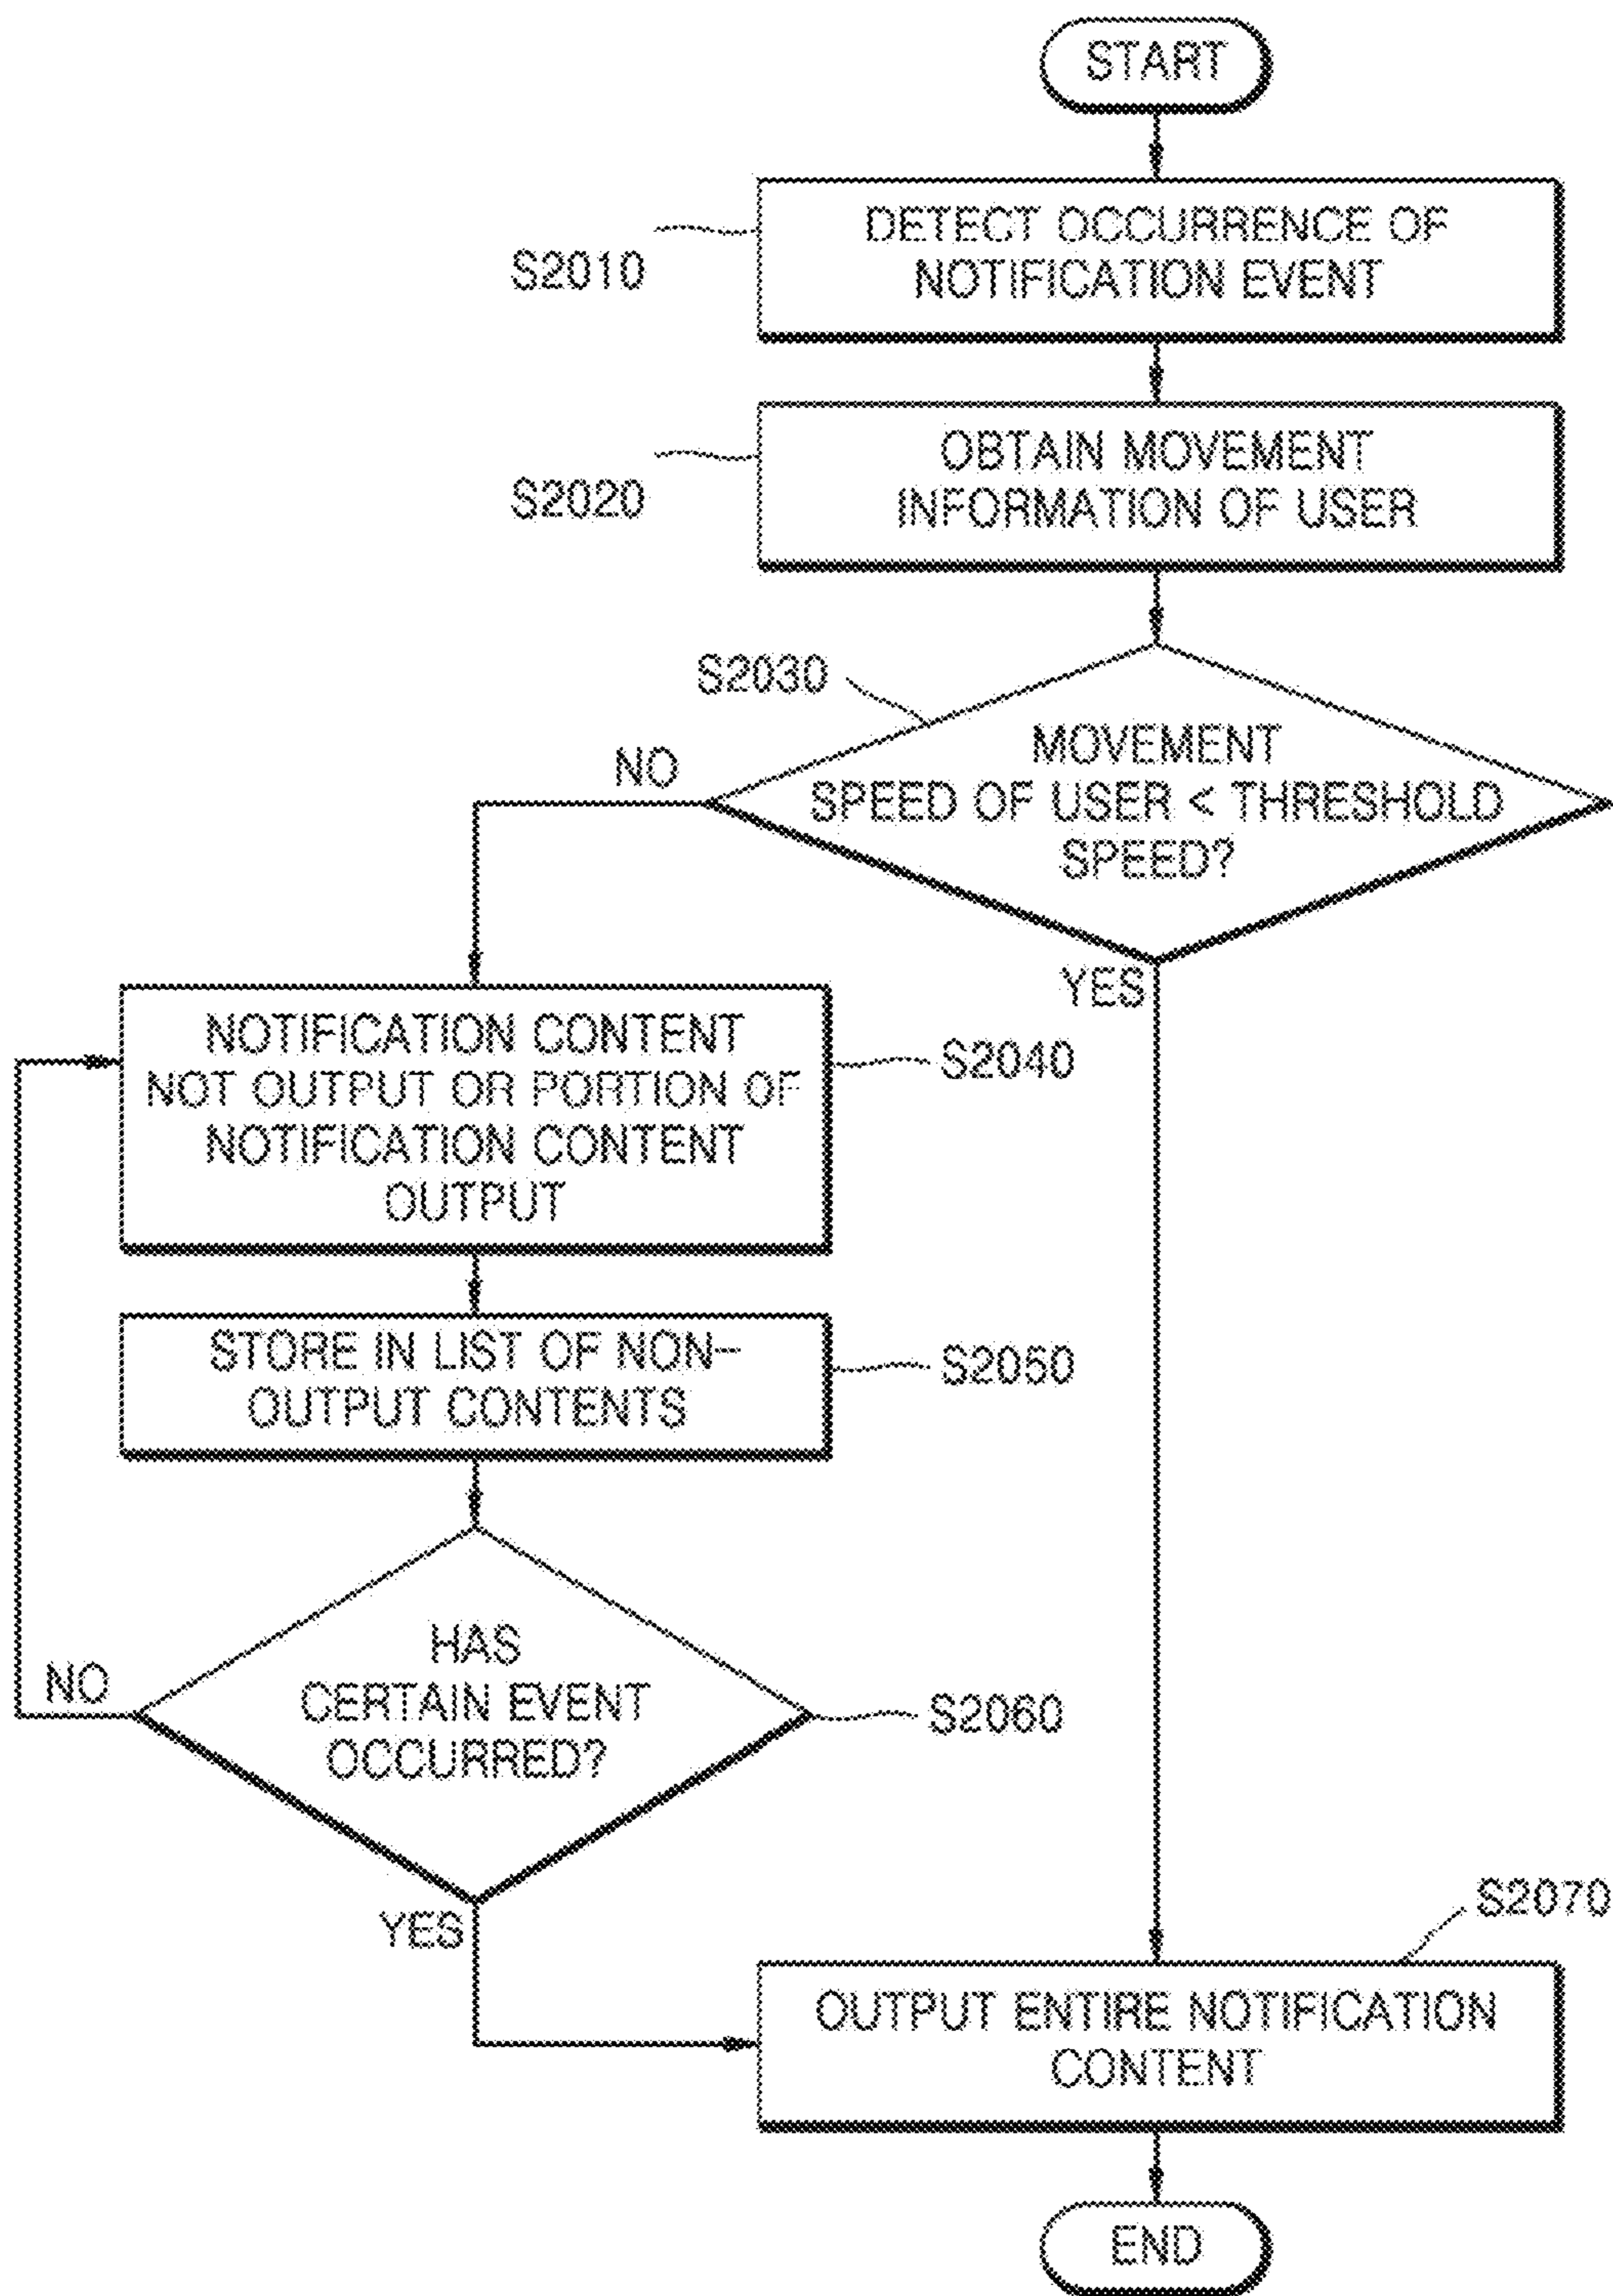 START
DETECT OCCURRENCE OF
NOTIFICATION EVENT
S2010
OBTAIN MOVEMENT
INFORMATION OF USER
S2020
S2030
MOVEMENT
SPEED OF USER < THRESHOLD
SPEED?
NO
YES
NOTIFICATION CONTENT
NOT OUTPUT OR PORTION OF
NOTIFICATION CONTENT
OUTPUT
S2040
STORE IN LIST OF NON-
OUTPUT CONTENTS
S2050
HAS
CERTAIN EVENT
OCCURRED?
NO
S2060
YES
S2070
OUTPUT ENTIRE NOTIFICATION
CONTENT
END